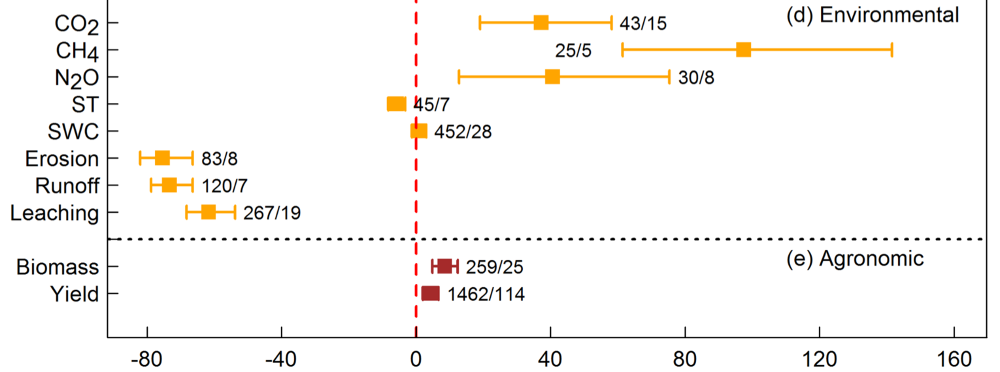 (d) Environmental
CO2 43/15
CH4 25/5
N2O 30/8
ST 45/7
SWC 452/28
Erosion 83/8
Runoff 120/7
Leaching 267/19
(e) Agronomic
Biomass 259/25
Yield 1462/114
-80 -40 0 40 80 120 160